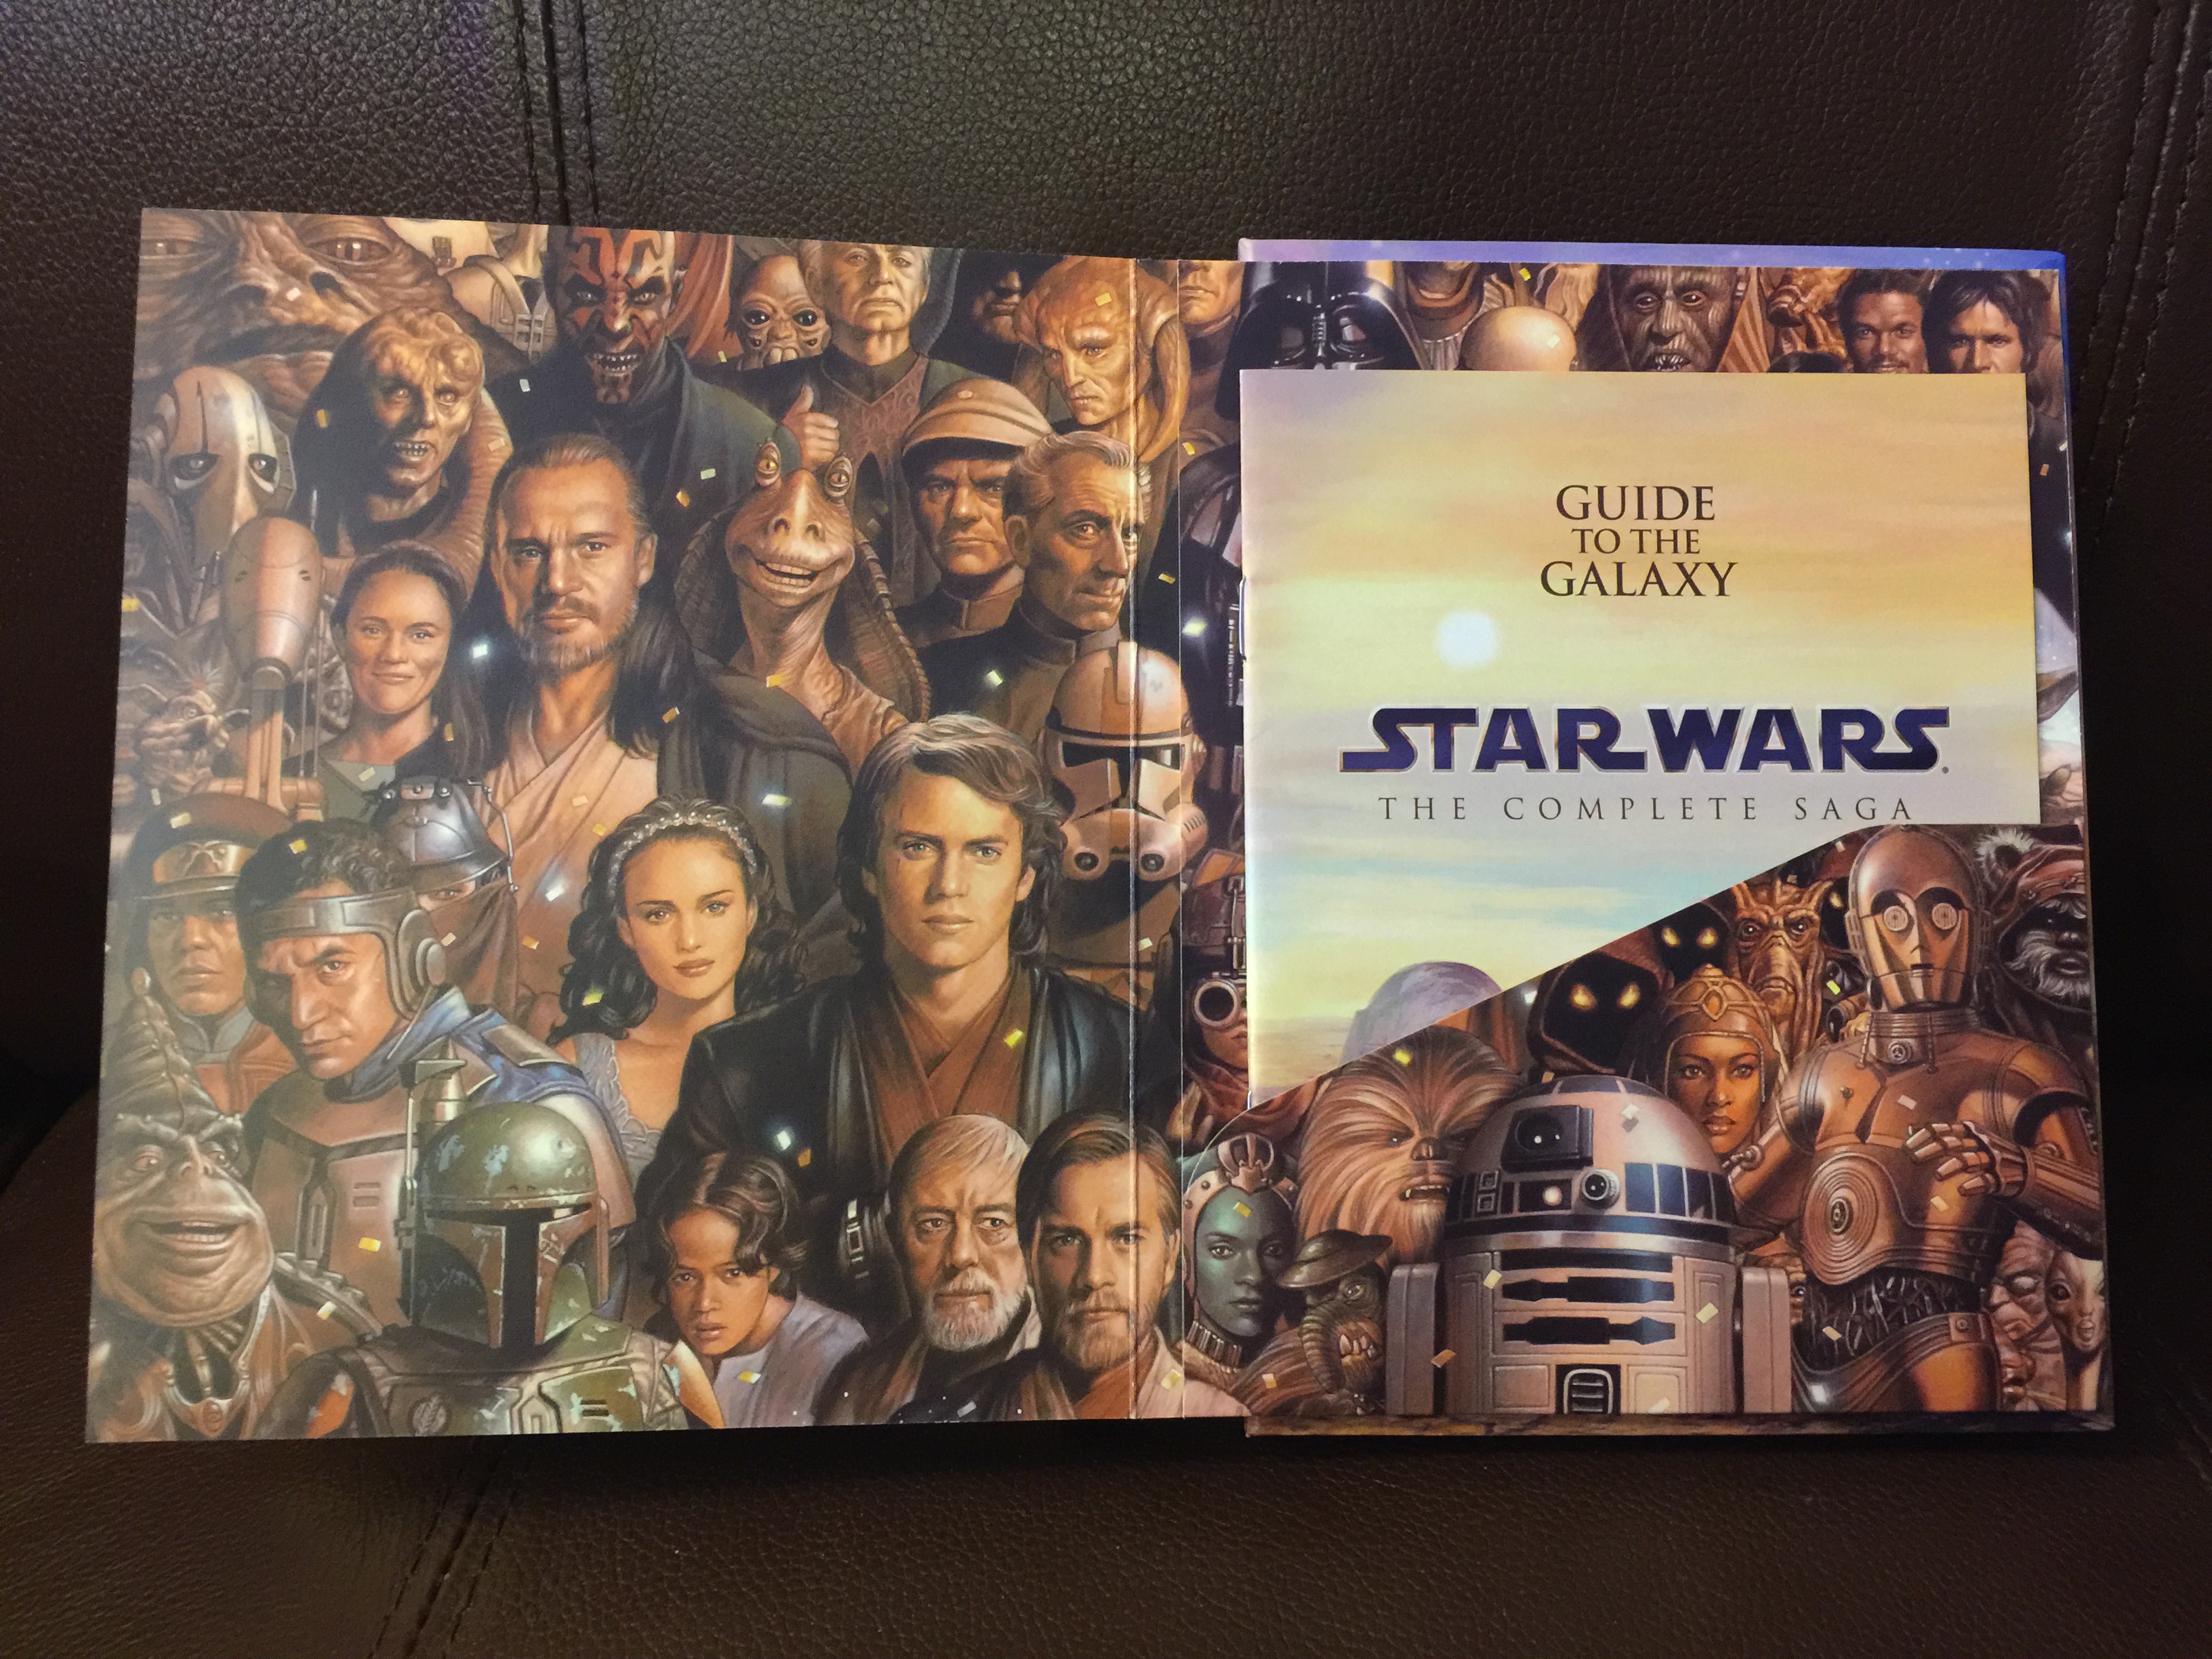 GUIDE
TO THE
GALAXY
STAR WARS
THE COMPLETE SAGA